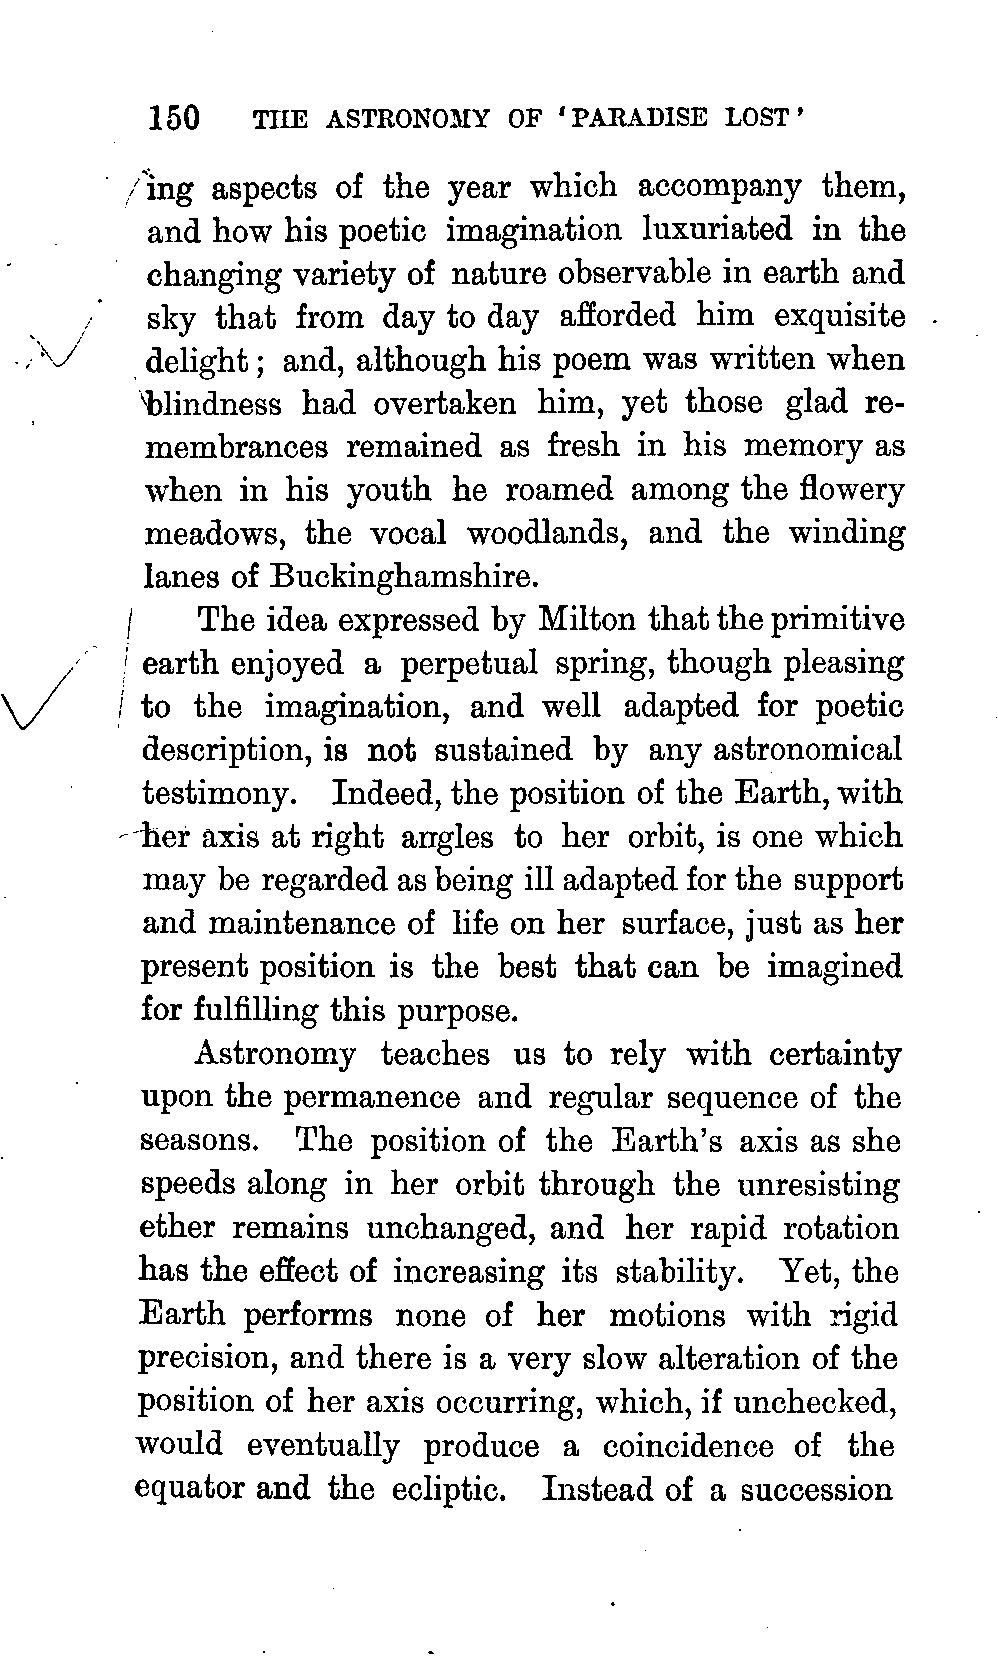 150 THE ASTRONOMY OF 'PARADISE LOST'
ing aspects of the year which accompany them,
and how his poetic imagination luxuriated in the
changing variety of nature observable in earth and
sky that from day to day afforded him exquisite
delight; and, although his poem was written when
blindness had overtaken him, yet those glad re-
membrances remained as fresh in his memory as
when in his youth he roamed among the flowery
meadows, the vocal woodlands, and the winding
lanes of Buckinghamshire.
The idea expressed by Milton that the primitive
earth enjoyed a perpetual spring, though pleasing
to the imagination, and well adapted for poetic
description, is not sustained by any astronomical
testimony. Indeed, the position of the Earth, with
her axis at right angles to her orbit, is one which
may be regarded as being ill adapted for the support
and maintenance of life on her surface, just as her
present position is the best that can be imagined
for fulfilling this purpose.
Astronomy teaches us to rely with certainty
upon the permanence and regular sequence of the
seasons. The position of the Earth's axis as she
speeds along in her orbit through the unresisting
ether remains unchanged, and her rapid rotation
has the effect of increasing its stability. Yet, the
Earth performs none of her motions with rigid
precision, and there is a very slow alteration of the
position of her axis occurring, which, if unchecked,
would eventually produce a coincidence of the
equator and the ecliptic. Instead of a succession